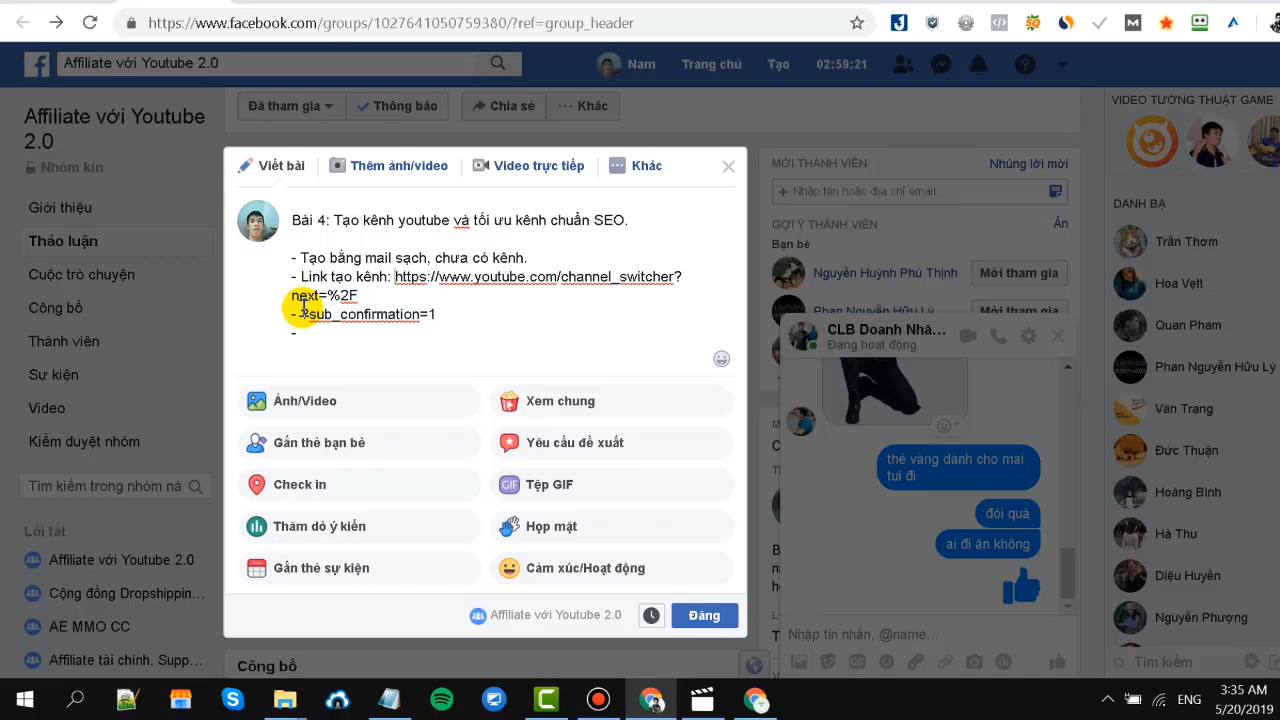 https://www.facebook.com/groups/1027641050759380/?ref=group_header
Affiliate với Youtube 2.0
Nam
Trang chủ
Tạo
02:59:21
Affiliate với Youtube
2.0
Nhóm kín
Giới thiệu
Thảo luận
Cuộc trò chuyện
Công bố
Thành viên
Sự kiện
Video
Kiểm duyệt nhóm
Tìm kiếm trong nhóm nà
Lối tắt
Affiliate với Youtube 2.0
Cộng đồng Dropshippin...
AE MMO CC
Affiliate tài chính. Supp...
Đã tham gia
Thông báo
Chia sẻ
Khác
Viết bài
Thêm ảnh/video
Video trực tiếp
Khác
Bài 4: Tạo kênh youtube và tối ưu kênh chuẩn SEO.
- Tạo bằng mail sạch, chưa có kênh.
- Link tạo kênh: https://www.youtube.com/channel_switcher?
next=%2F
- ?sub_confirmation=1
-
Ảnh/Video
Xem chung
Gắn thẻ bạn bè
Yêu cầu đề xuất
Check in
Tệp GIF
Thăm dò ý kiến
Họp mặt
Gắn thẻ sự kiện
Cảm xúc/Hoạt động
Affiliate với Youtube 2.0
Đăng
Công bố
MỜI THÀNH VIÊN
Nhúng lời mời
Nhập tên hoặc địa chỉ email
GỢI Ý THÀNH VIÊN
Ẩn
Bạn bè
Nguyễn Huỳnh Phú Thịnh
Mời tham gia
Phan Nguyễn Hữu Lý
Mời tham gia
CLB Doanh Nhâ...
Đang hoạt động
thẻ vàng dành cho mai
tui đi
đói quá
ai đi ăn không
Nhập tin nhắn, @name...
VIDEO TƯỜNG THUẬT GAME
DANH BẠ
Trần Thơm
Hoa Vẹtt
Quan Pham
Phan Nguyễn Hữu Lý
Văn Trang
Đức Thuận
Hoàng Bình
Hà Thu
Diệu Huyền
Nguyễn Phượng
Tìm kiếm
ENG
3:35 AM
5/20/2019